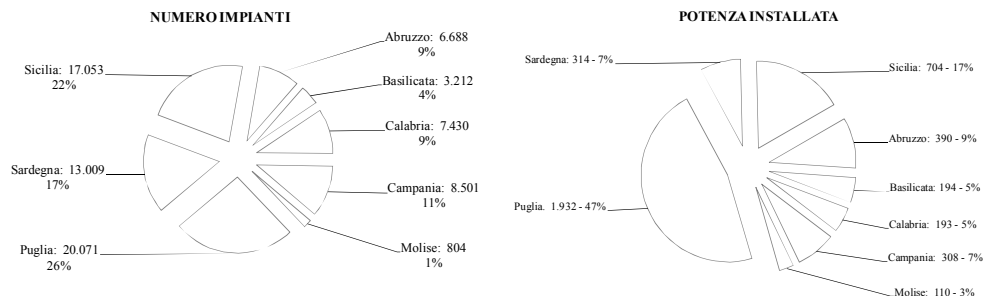 NUMERO IMPIANTI
Abruzzo: 6.688
9%
Basilicata: 3.212
4%
Calabria: 7.430
9%
Campania: 8.501
11%
Molise: 804
1%
Puglia: 20.071
26%
Sardegna: 13.009
17%
Sicilia: 17.053
22%
POTENZA INSTALLATA
Sicilia: 704 - 17%
Abruzzo: 390 - 9%
Basilicata: 194 - 5%
Calabria: 193 - 5%
Campania: 308 - 7%
Molise: 110 - 3%
Puglia. 1.932 - 47%
Sardegna: 314 - 7%